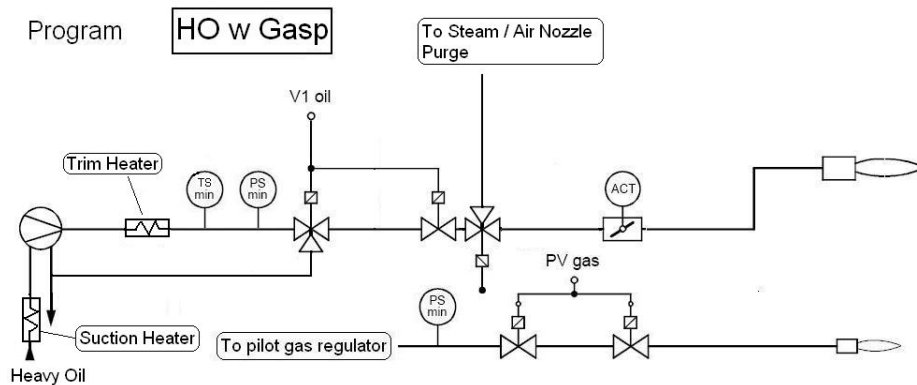 Program
HO w Gasp
To Steam / Air Nozzle
Purge
V1 oil
Trim Heater
TS
min
PS
min
ACT
PV gas
PS
min
Suction Heater
To pilot gas regulator
Heavy Oil